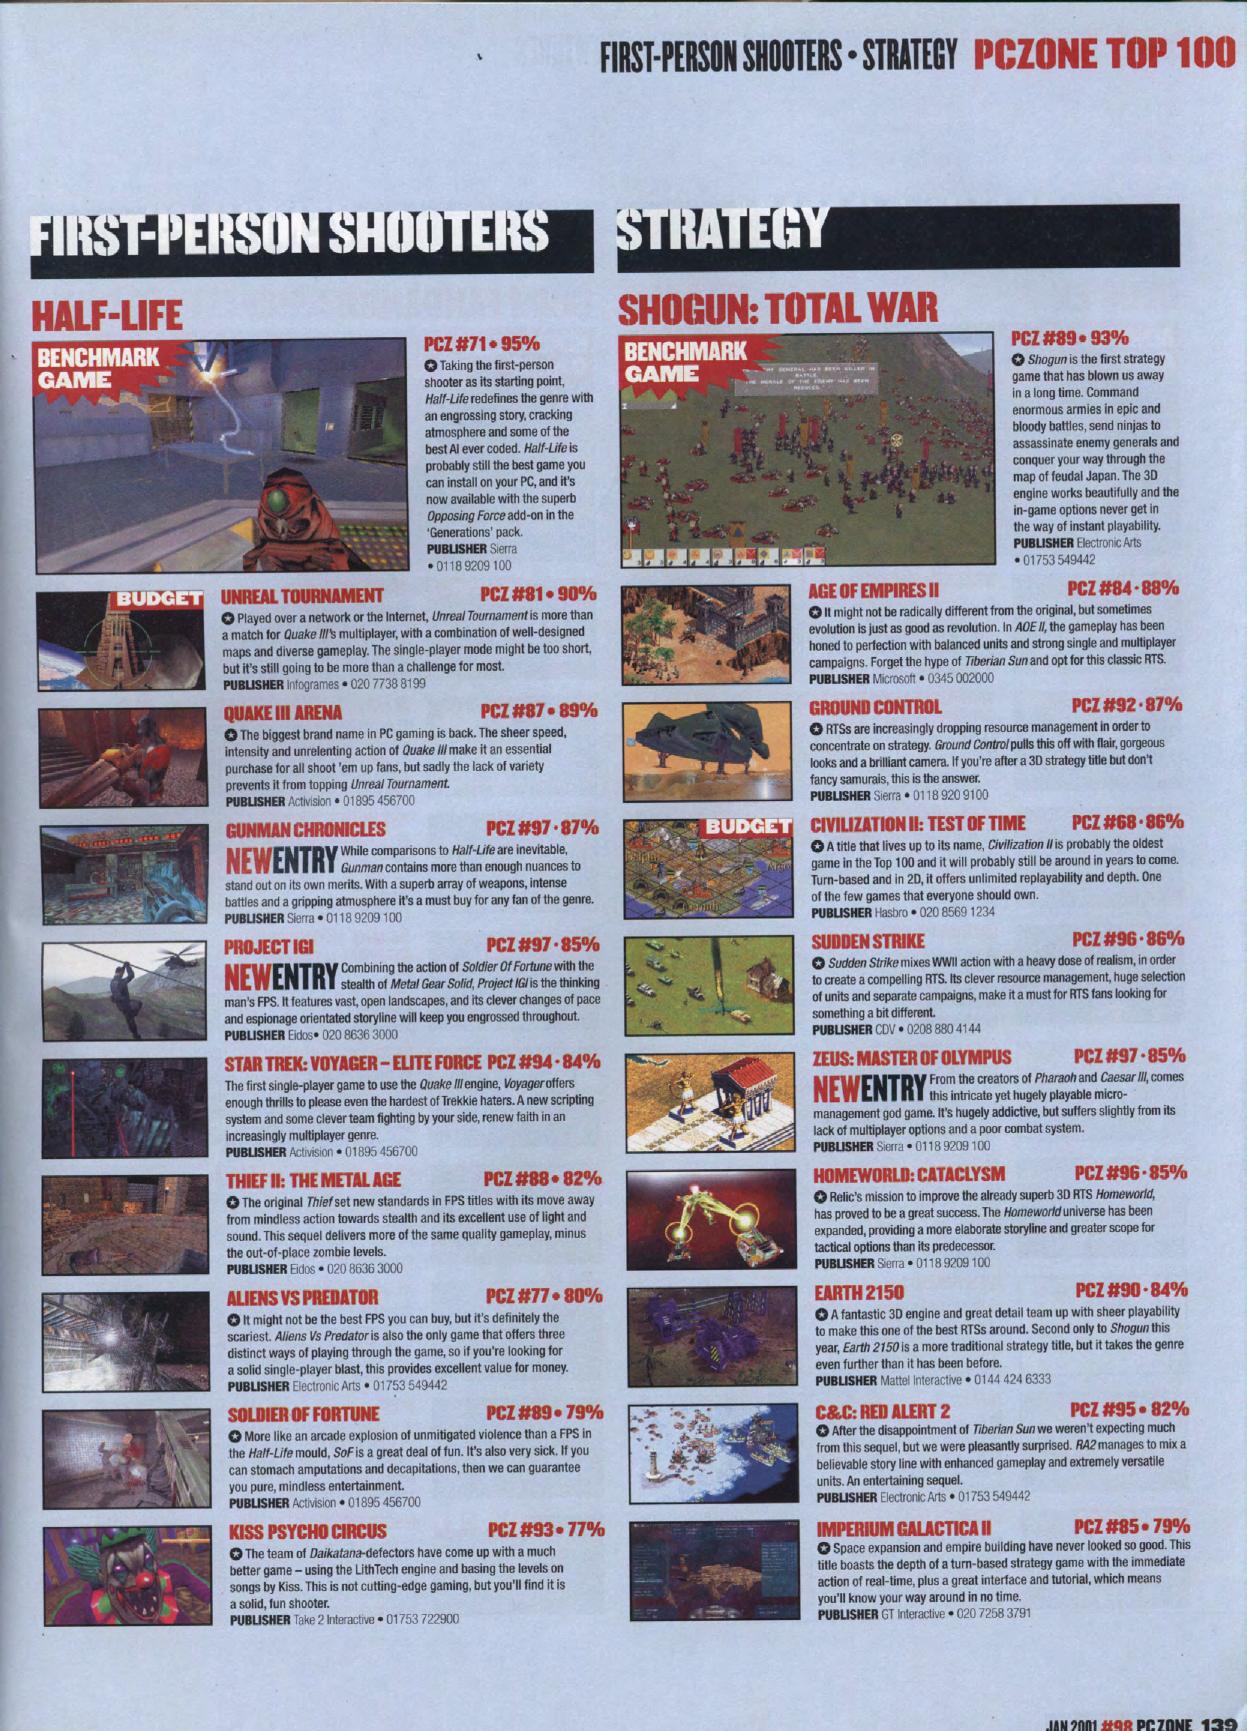 FIRST-PERSON SHOOTERS • STRATEGY PCZONE TOP 100
FIRST-PERSON SHOOTERS
HALF-LIFE
BENCHMARK
GAME
PCZ #71 • 95%
Taking the first-person
shooter as its starting point,
Half-Life redefines the genre with
an engrossing story, cracking
atmosphere and some of the
best AI ever coded. Half-Life is
probably still the best game you
can install on your PC, and it's
now available with the superb
Opposing Force add-on in the
'Generations' pack.
PUBLISHER Sierra
• 0118 9209 100
BUDGET
UNREAL TOURNAMENT PCZ #81 • 90%
Played over a network or the Internet, Unreal Tournament is more than
a match for Quake III's multiplayer, with a combination of well-designed
maps and diverse gameplay. The single-player mode might be too short,
but it's still going to be more than a challenge for most.
PUBLISHER Infogrames • 020 7738 8199
QUAKE III ARENA PCZ #87 • 89%
The biggest brand name in PC gaming is back. The sheer speed,
intensity and unrelenting action of Quake III make it an essential
purchase for all shoot 'em up fans, but sadly the lack of variety
prevents it from topping Unreal Tournament.
PUBLISHER Activision • 01895 456700
GUNMAN CHRONICLES PCZ #97 · 87%
NEW ENTRY While comparisons to Half-Life are inevitable,
Gunman contains more than enough nuances to
stand out on its own merits. With a superb array of weapons, intense
battles and a gripping atmosphere it's a must buy for any fan of the genre.
PUBLISHER Sierra • 0118 9209 100
PROJECT IGI PCZ #97 · 85%
NEW ENTRY Combining the action of Soldier Of Fortune with the
stealth of Metal Gear Solid, Project IGI is the thinking
man's FPS. It features vast, open landscapes, and its clever changes of pace
and espionage orientated storyline will keep you engrossed throughout.
PUBLISHER Eidos • 020 8636 3000
STAR TREK: VOYAGER – ELITE FORCE PCZ #94 · 84%
The first single-player game to use the Quake III engine, Voyager offers
enough thrills to please even the hardest of Trekkie haters. A new scripting
system and some clever team fighting by your side, renew faith in an
increasingly multiplayer genre.
PUBLISHER Activision • 01895 456700
THIEF II: THE METAL AGE PCZ #88 • 82%
The original Thief set new standards in FPS titles with its move away
from mindless action towards stealth and its excellent use of light and
sound. This sequel delivers more of the same quality gameplay, minus
the out-of-place zombie levels.
PUBLISHER Eidos • 020 8636 3000
ALIENS VS PREDATOR PCZ #77 • 80%
It might not be the best FPS you can buy, but it's definitely the
scariest. Aliens Vs Predator is also the only game that offers three
distinct ways of playing through the game, so if you're looking for
a solid single-player blast, this provides excellent value for money.
PUBLISHER Electronic Arts • 01753 549442
SOLDIER OF FORTUNE PCZ #89 • 79%
More like an arcade explosion of unmitigated violence than a FPS in
the Half-Life mould, SoF is a great deal of fun. It's also very sick. If you
can stomach amputations and decapitations, then we can guarantee
you pure, mindless entertainment.
PUBLISHER Activision • 01895 456700
KISS PSYCHO CIRCUS PCZ #93 • 77%
The team of Daikatana-defectors have come up with a much
better game – using the LithTech engine and basing the levels on
songs by Kiss. This is not cutting-edge gaming, but you'll find it is
a solid, fun shooter.
PUBLISHER Take 2 Interactive • 01753 722900
STRATEGY
SHOGUN: TOTAL WAR
BENCHMARK
GAME
GENERAL HAS BEEN KILLED IN
BATTLE.
THE MORALE OF THE ENEMY HAS BEEN
REDUCED.
PCZ #89 • 93%
Shogun is the first strategy
game that has blown us away
in a long time. Command
enormous armies in epic and
bloody battles, send ninjas to
assassinate enemy generals and
conquer your way through the
map of feudal Japan. The 3D
engine works beautifully and the
in-game options never get in
the way of instant playability.
PUBLISHER Electronic Arts
• 01753 549442
AGE OF EMPIRES II PCZ #84 · 88%
It might not be radically different from the original, but sometimes
evolution is just as good as revolution. In AOE II, the gameplay has been
honed to perfection with balanced units and strong single and multiplayer
campaigns. Forget the hype of Tiberian Sun and opt for this classic RTS.
PUBLISHER Microsoft • 0345 002000
GROUND CONTROL PCZ #92 · 87%
RTSs are increasingly dropping resource management in order to
concentrate on strategy. Ground Control pulls this off with flair, gorgeous
looks and a brilliant camera. If you're after a 3D strategy title but don't
fancy samurais, this is the answer.
PUBLISHER Sierra • 0118 920 9100
BUDGET
CIVILIZATION II: TEST OF TIME PCZ #68 · 86%
A title that lives up to its name, Civilization II is probably the oldest
game in the Top 100 and it will probably still be around in years to come.
Turn-based and in 2D, it offers unlimited replayability and depth. One
of the few games that everyone should own.
PUBLISHER Hasbro • 020 8569 1234
SUDDEN STRIKE PCZ #96 · 86%
Sudden Strike mixes WWII action with a heavy dose of realism, in order
to create a compelling RTS. Its clever resource management, huge selection
of units and separate campaigns, make it a must for RTS fans looking for
something a bit different.
PUBLISHER CDV • 0208 880 4144
ZEUS: MASTER OF OLYMPUS PCZ #97 · 85%
NEW ENTRY From the creators of Pharaoh and Caesar III, comes
this intricate yet hugely playable micro-
management god game. It's hugely addictive, but suffers slightly from its
lack of multiplayer options and a poor combat system.
PUBLISHER Sierra • 0118 9209 100
HOMEWORLD: CATACLYSM PCZ #96 · 85%
Relic's mission to improve the already superb 3D RTS Homeworld,
has proved to be a great success. The Homeworld universe has been
expanded, providing a more elaborate storyline and greater scope for
tactical options than its predecessor.
PUBLISHER Sierra • 0118 9209 100
EARTH 2150 PCZ #90 · 84%
A fantastic 3D engine and great detail team up with sheer playability
to make this one of the best RTSs around. Second only to Shogun this
year, Earth 2150 is a more traditional strategy title, but it takes the genre
even further than it has been before.
PUBLISHER Mattel Interactive • 0144 424 6333
C&C: RED ALERT 2 PCZ #95 • 82%
After the disappointment of Tiberian Sun we weren't expecting much
from this sequel, but we were pleasantly surprised. RA2 manages to mix a
believable story line with enhanced gameplay and extremely versatile
units. An entertaining sequel.
PUBLISHER Electronic Arts • 01753 549442
IMPERIUM GALACTICA II PCZ #85 • 79%
Space expansion and empire building have never looked so good. This
title boasts the depth of a turn-based strategy game with the immediate
action of real-time, plus a great interface and tutorial, which means
you'll know your way around in no time.
PUBLISHER GT Interactive • 020 7258 3791
JAN 2001 #98 PC ZONE 139